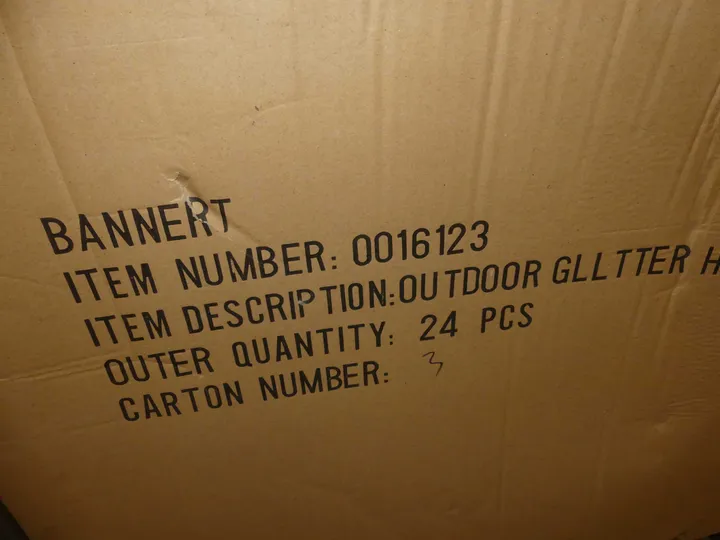 BANNERT
ITEM NUMBER: 0016123
ITEM DESCRIPTION:OUTDOOR GLLTTER H
OUTER QUANTITY: 24 PCS
CARTON NUMBER: 3